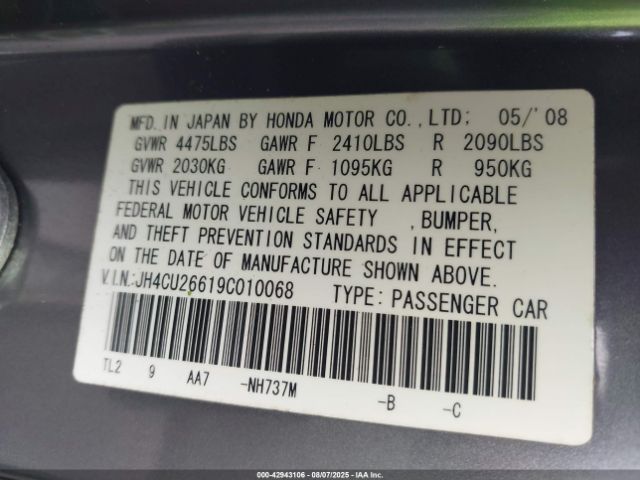 MFD. IN JAPAN BY HONDA MOTOR CO., LTD: 05/'08
GVWR 4475LBS GAWR F 2410LBS R 2090LBS
GVWR 2030KG GAWR F 1095KG R 950KG
THIS VEHICLE CONFORMS TO ALL APPLICABLE
FEDERAL MOTOR VEHICLE SAFETY , BUMPER,
AND THEFT PREVENTION STANDARDS IN EFFECT
ON THE DATE OF MANUFACTURE SHOWN ABOVE.
V.I.N.:JH4CU26619C010068 TYPE: PASSENGER CAR
TL2 9 AA7 -NH737M -B -C
000-42943106 - 08/07/2025 - IAAI Copyright